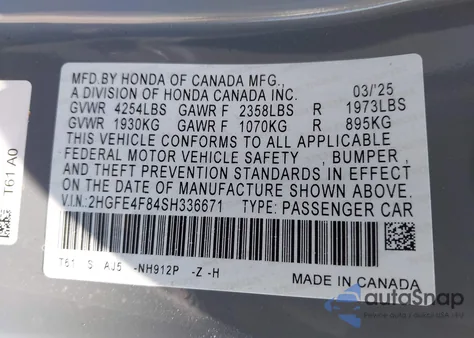 MFD.BY HONDA OF CANADA MFG.,
A DIVISION OF HONDA CANADA INC. 03/'25
GVWR 4254LBS GAWR F 2358LBS R 1973LBS
GVWR 1930KG GAWR F 1070KG R 895KG
THIS VEHICLE CONFORMS TO ALL APPLICABLE
FEDERAL MOTOR VEHICLE SAFETY , BUMPER ,
AND THEFT PREVENTION STANDARDS IN EFFECT
ON THE DATE OF MANUFACTURE SHOWN ABOVE.
V.I.N.:2HGFE4F84SH336671 TYPE: PASSENGER CAR
T61 S AJ5 -NH912P -Z -H
MADE IN CANADA
T61 A0
autoSnap